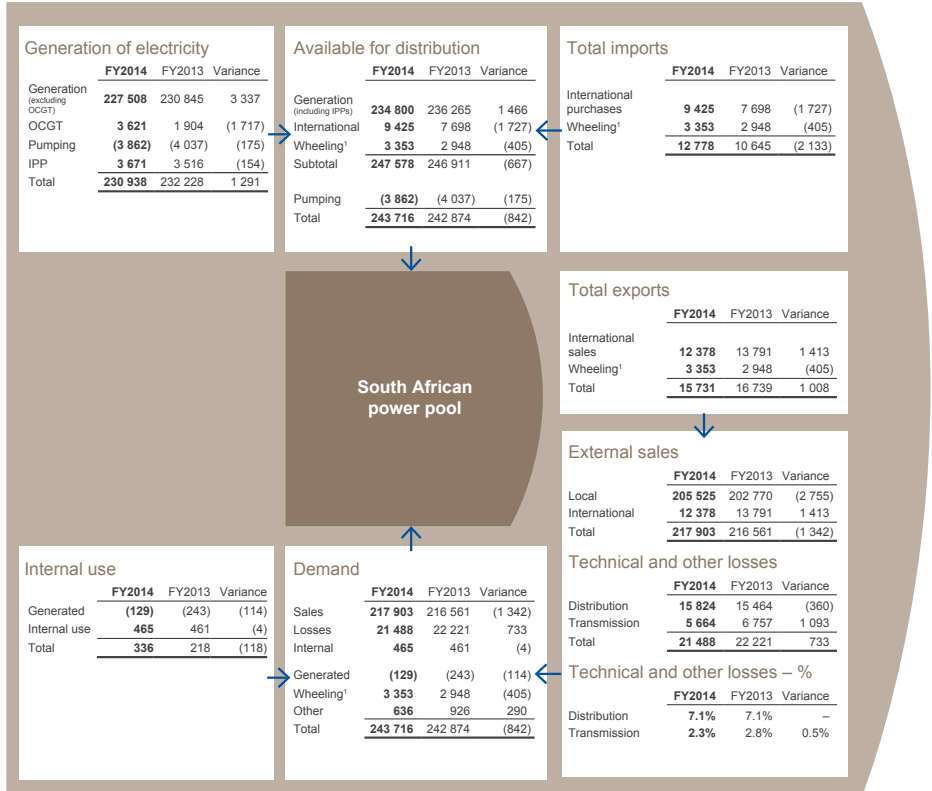 Generation of electricity
FY2014 FY2013 Variance
Generation
(excluding
OCGT)
227 508 230 845 3 337
OCGT 3 621 1 904 (1 717)
Pumping (3 862) (4 037) (175)
IPP 3 671 3 516 (154)
Total 230 938 232 228 1 291
Available for distribution
FY2014 FY2013 Variance
Generation
(including IPPs) 234 800 236 265 1 466
International 9 425 7 698 (1 727)
Wheeling¹ 3 353 2 948 (405)
Subtotal 247 578 246 911 (667)
Pumping (3 862) (4 037) (175)
Total 243 716 242 874 (842)
Total imports
FY2014 FY2013 Variance
International
purchases 9 425 7 698 (1 727)
Wheeling¹ 3 353 2 948 (405)
Total 12 778 10 645 (2 133)
South African
power pool
Total exports
FY2014 FY2013 Variance
International
sales 12 378 13 791 1 413
Wheeling¹ 3 353 2 948 (405)
Total 15 731 16 739 1 008
External sales
FY2014 FY2013 Variance
Local 205 525 202 770 (2 755)
International 12 378 13 791 1 413
Total 217 903 216 561 (1 342)
Technical and other losses
FY2014 FY2013 Variance
Distribution 15 824 15 464 (360)
Transmission 5 664 6 757 1 093
Total 21 488 22 221 733
Technical and other losses – %
FY2014 FY2013 Variance
Distribution 7.1% 7.1% –
Transmission 2.3% 2.8% 0.5%
Internal use
FY2014 FY2013 Variance
Generated (129) (243) (114)
Internal use 465 461 (4)
Total 336 218 (118)
Demand
FY2014 FY2013 Variance
Sales 217 903 216 561 (1 342)
Losses 21 488 22 221 733
Internal 465 461 (4)
Generated (129) (243) (114)
Wheeling¹ 3 353 2 948 (405)
Other 636 926 290
Total 243 716 242 874 (842)